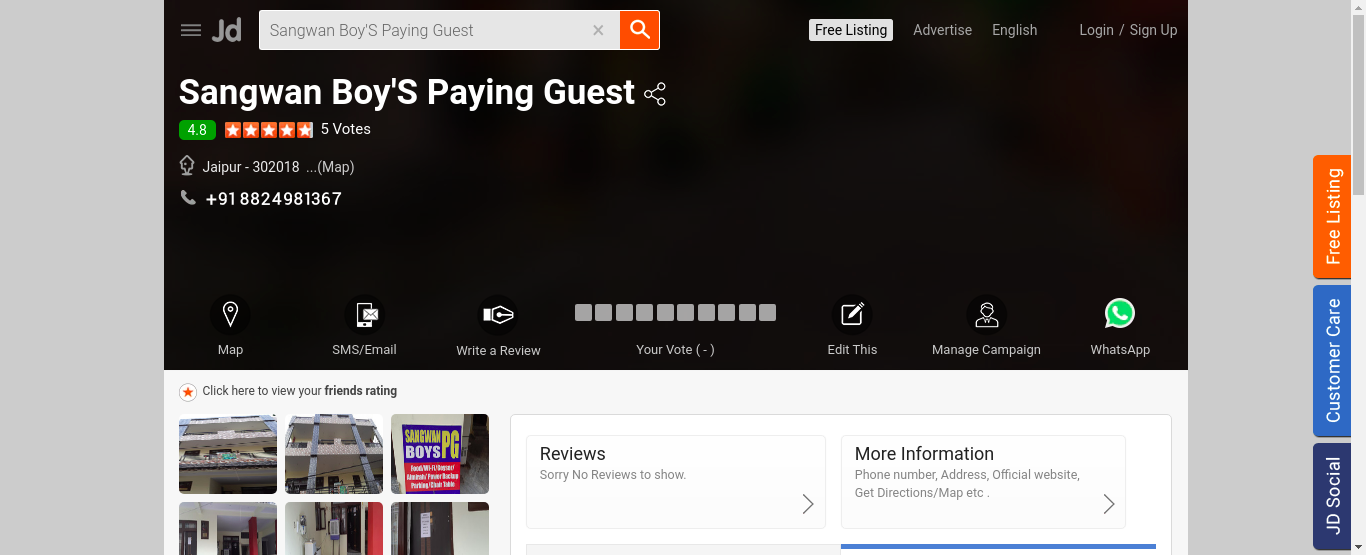 Jd
Sangwan Boy'S Paying Guest
Free Listing
Advertise
English
Login / Sign Up
Sangwan Boy'S Paying Guest
4.8
5 Votes
Jaipur - 302018 ...(Map)
+91 8824981367
Map
SMS/Email
Write a Review
Your Vote ( - )
Edit This
Manage Campaign
WhatsApp
Click here to view your friends rating
SANGWAN
BOYS PG
Food/Wi-Fi/Geyser/
Almirah/Power Backup
Parking/Chair Table
Reviews
Sorry No Reviews to show.
More Information
Phone number, Address, Official website,
Get Directions/Map etc .
Free Listing
Customer Care
JD Social